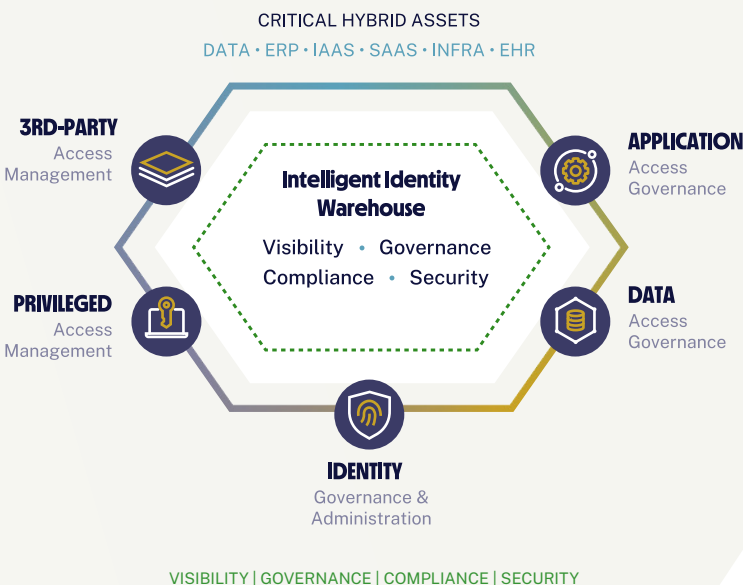 CRITICAL HYBRID ASSETS
DATA • ERP • IAAS • SAAS • INFRA • EHR
3RD-PARTY
Access
Management
APPLICATION
Access
Governance
Intelligent Identity
Warehouse
Visibility • Governance
Compliance • Security
PRIVILEGED
Access
Management
DATA
Access
Governance
IDENTITY
Governance &
Administration
VISIBILITY | GOVERNANCE | COMPLIANCE | SECURITY